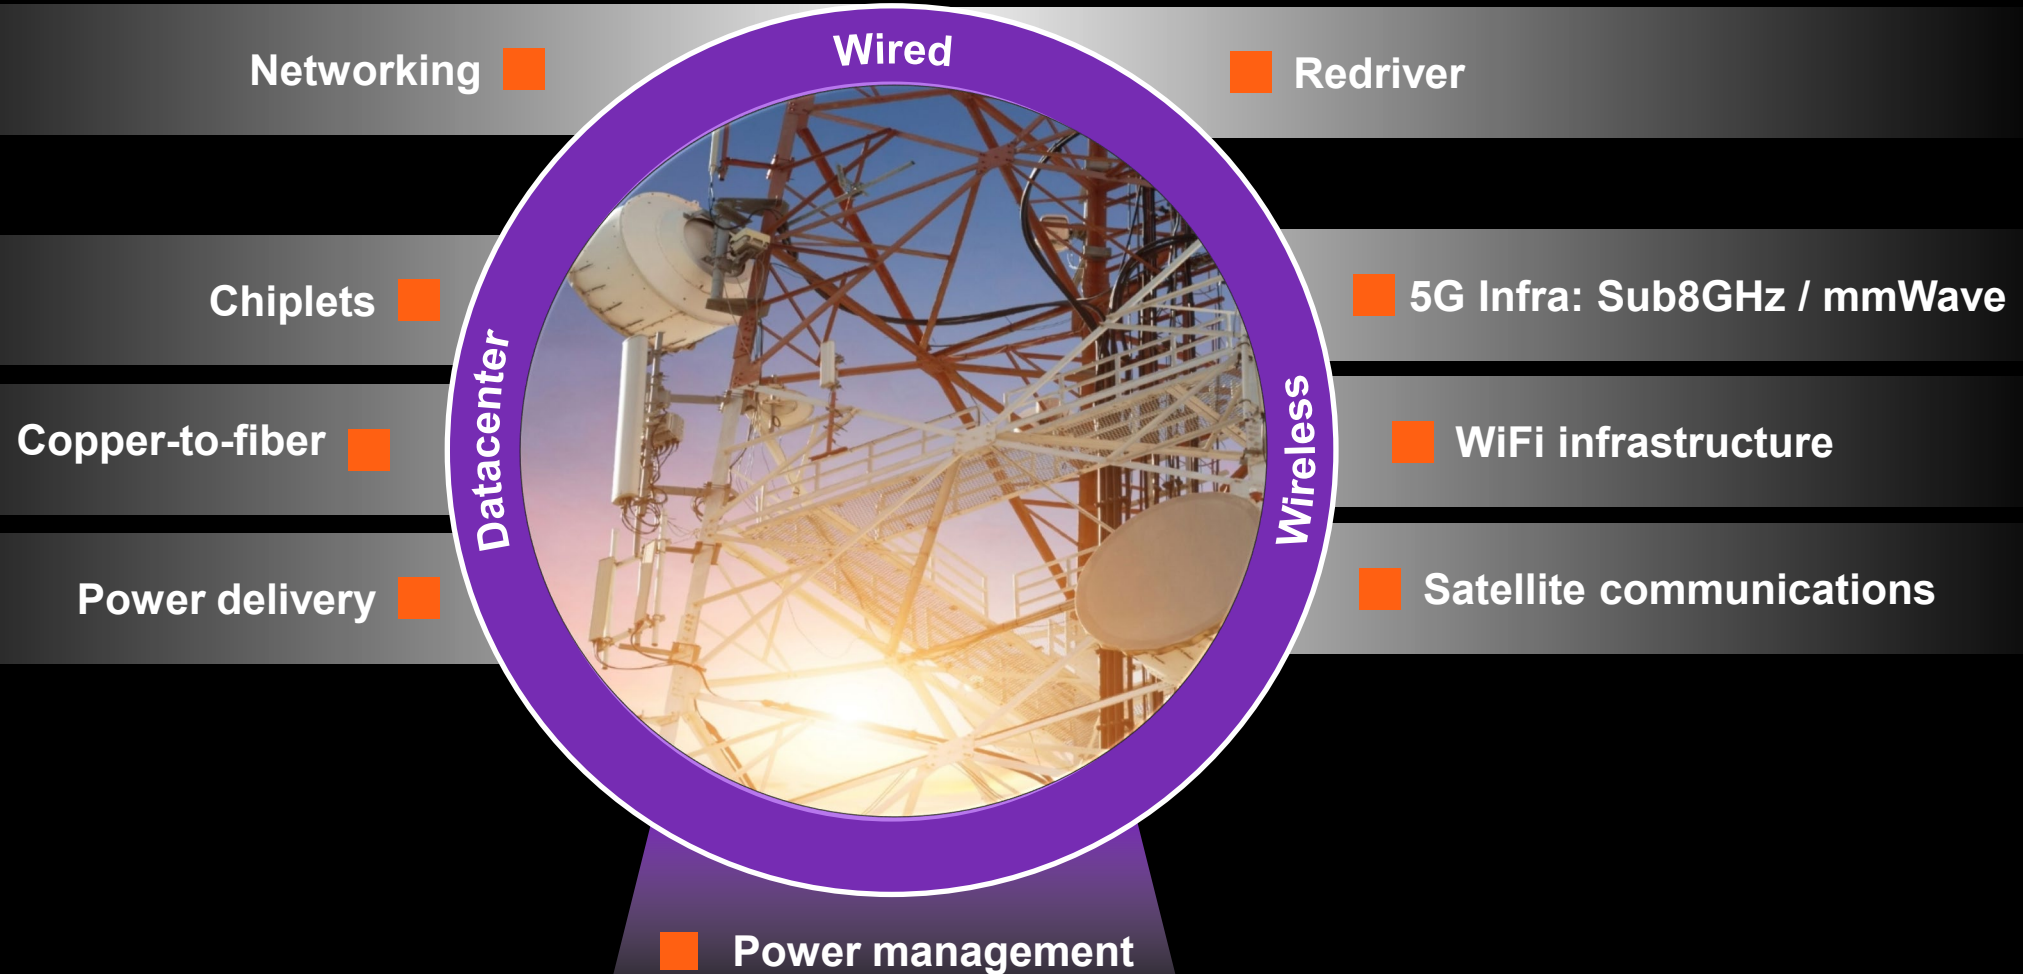 Wired
Networking
Redriver
Datacenter
Chiplets
Copper-to-fiber
Power delivery
Wireless
5G Infra: Sub8GHz / mmWave
WiFi infrastructure
Satellite communications
Power management